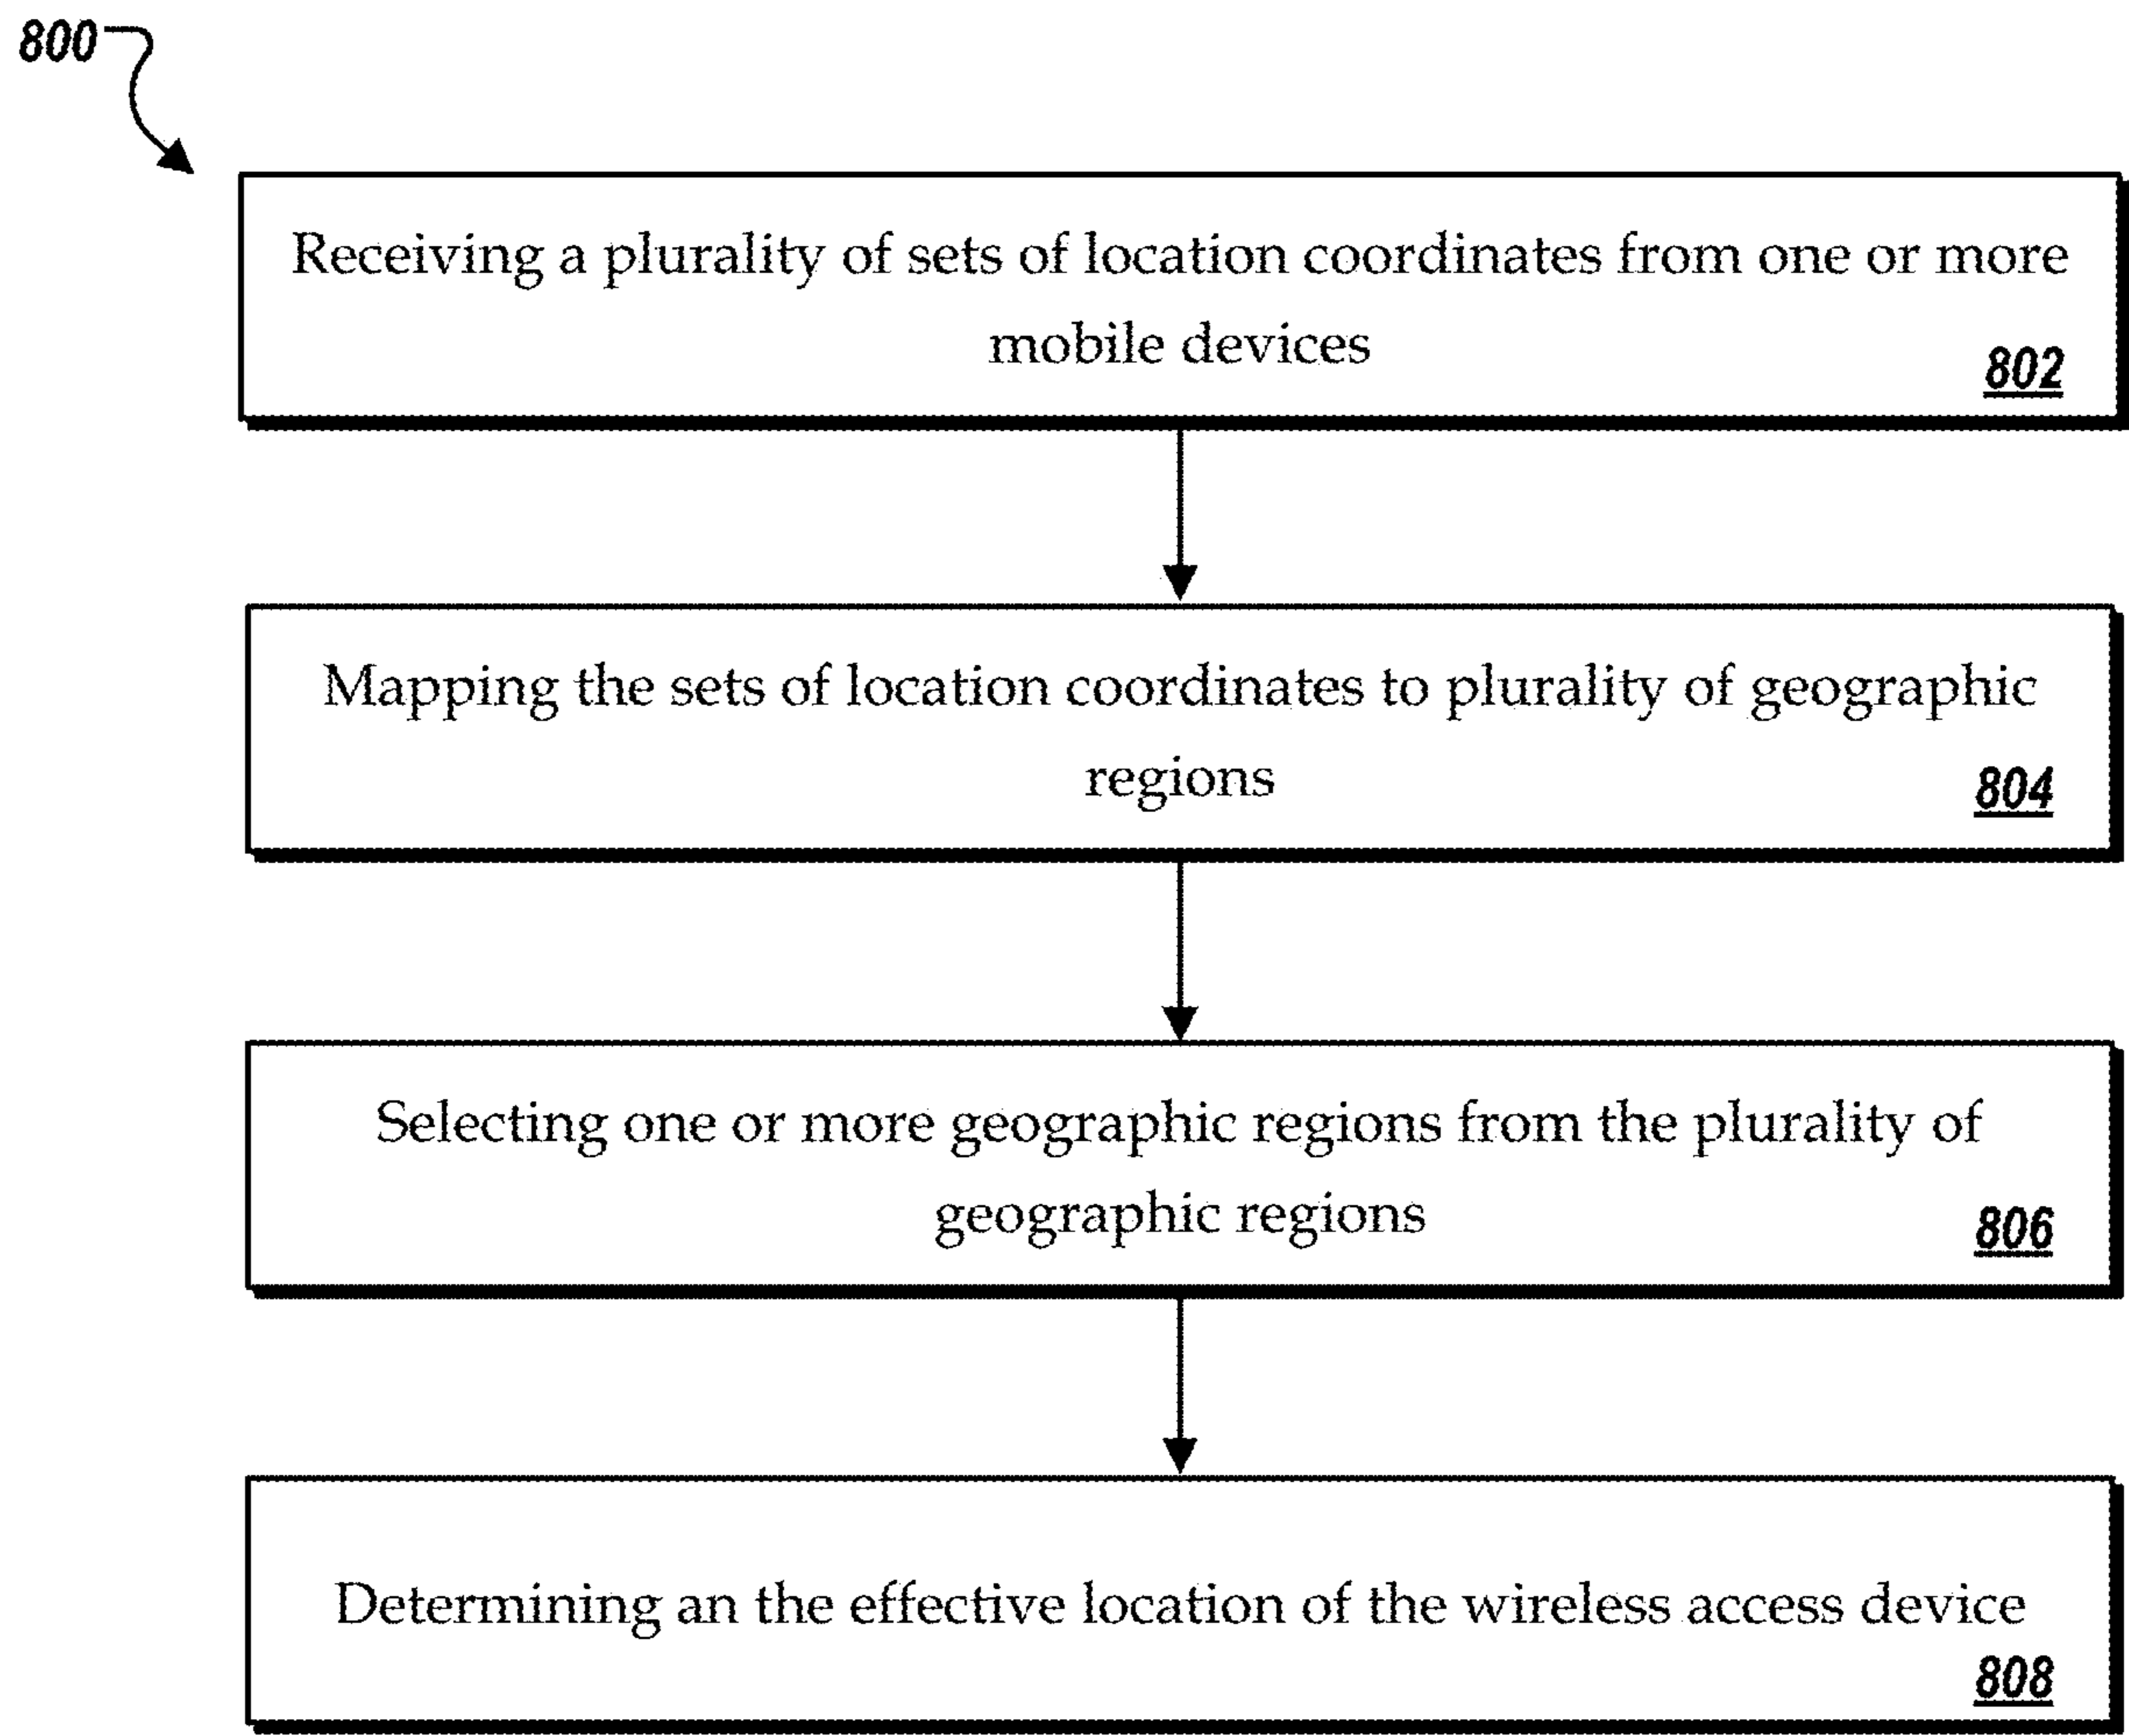 800
Receiving a plurality of sets of location coordinates from one or more
mobile devices
802
Mapping the sets of location coordinates to plurality of geographic
regions
804
Selecting one or more geographic regions from the plurality of
geographic regions
806
Determining an the effective location of the wireless access device
808